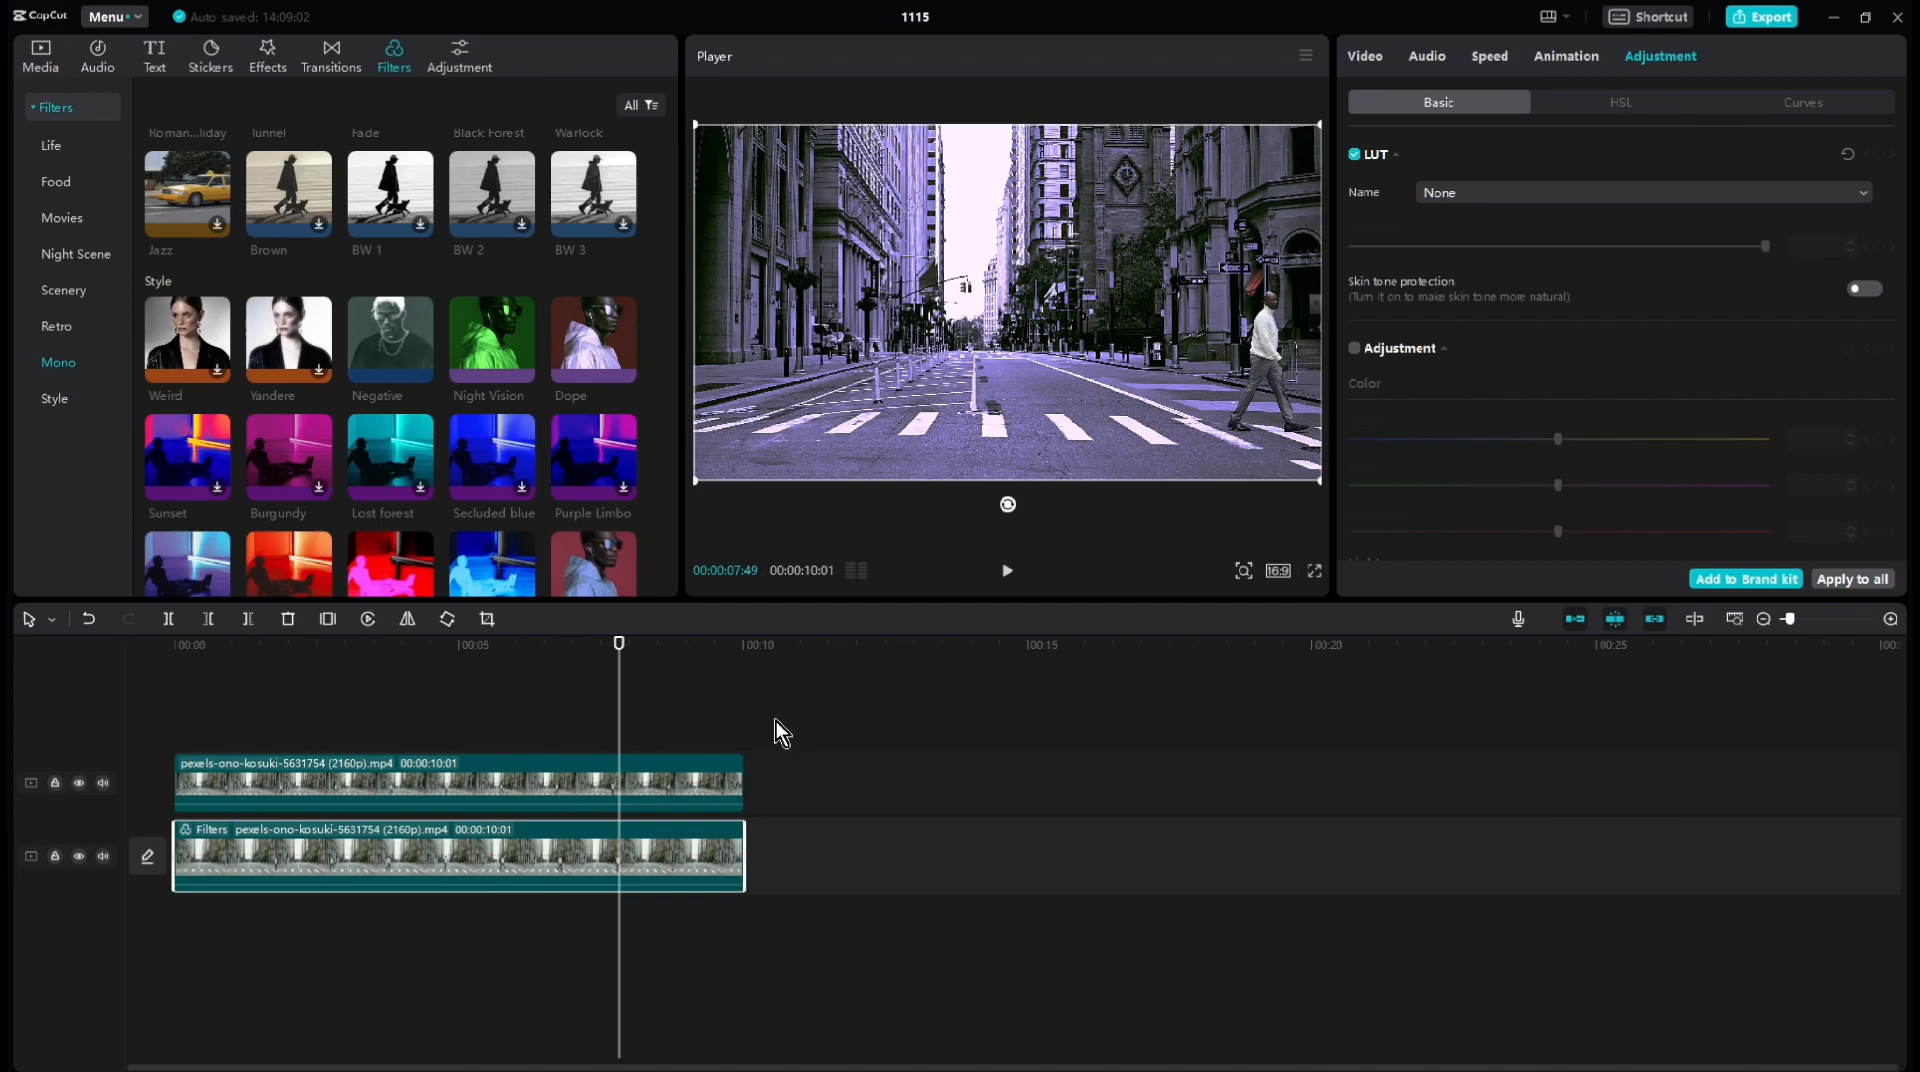 CapCut
Menu
Auto saved: 14:09:02
1115
Shortcut
Export
Media
Audio
Text
Stickers
Effects
Transitions
Filters
Adjustment
Player
Video
Audio
Speed
Animation
Adjustment
Filters
All
Basic
HSL
Curves
Life
Food
Movies
Night Scene
Scenery
Retro
Mono
Style
Roman...liday
Tunnel
Fade
Black Forest
Warlock
Jazz
Brown
BW 1
BW 2
BW 3
Style
Weird
Yandere
Negative
Night Vision
Dope
Sunset
Burgundy
Lost forest
Secluded blue
Purple Limbo
LUT
Name
None
Skin tone protection
(Turn it on to make skin tone more natural)
Adjustment
Color
00:00:07:49
00:00:10:01
16:9
Add to Brand kit
Apply to all
00:00
00:05
00:10
00:15
00:20
00:25
pexels-ono-kosuki-5631754 (2160p).mp4 00:00:10:01
Filters pexels-ono-kosuki-5631754 (2160p).mp4 00:00:10:01